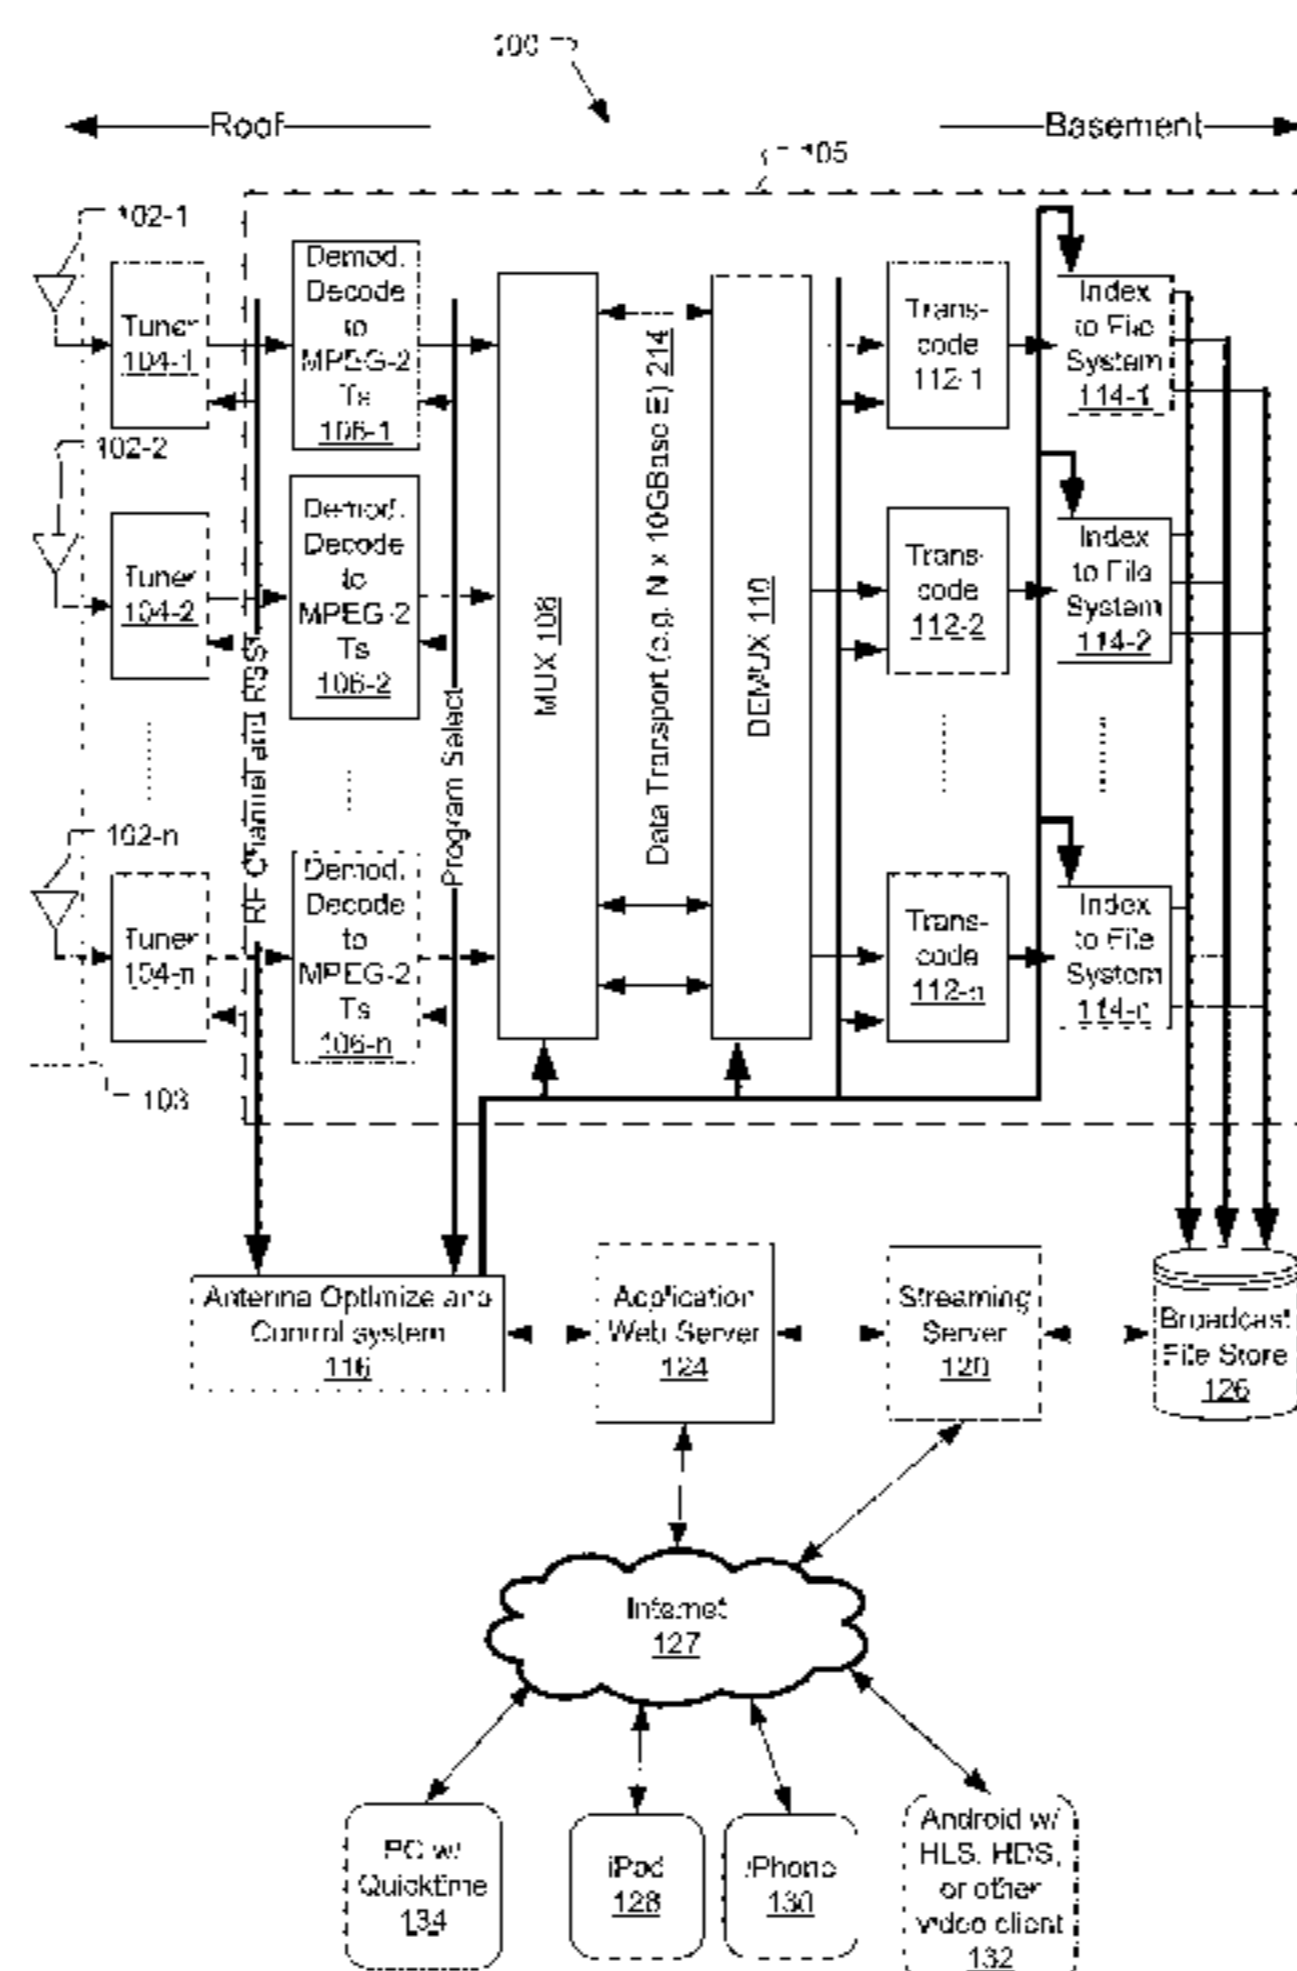 100
Roof
Basement
105
102-1
Tuner
104-1
Demod.
Decode
to
MPEG-2
Ts
106-1
Trans-
code
112-1
Index
to File
System
114-1
102-2
Tuner
104-2
Demod.
Decode
to
MPEG-2
Ts
106-2
Trans-
code
112-2
Index
to File
System
114-2
RF Channel and RSSI
Program Select
MUX 108
Data Transport (e.g. N x 10GBase E) 214
DEMUX 110
102-n
Tuner
104-n
Demod.
Decode
to
MPEG-2
Ts
106-n
Trans-
code
112-n
Index
to File
System
114-n
103
Antenna Optimize and
Control system
116
Application
Web Server
124
Streaming
Server
120
Broadcast
File Store
126
Internet
127
PC w/
Quicktime
134
iPad
128
iPhone
130
Android w/
HLS, HDS,
or other
video client
132